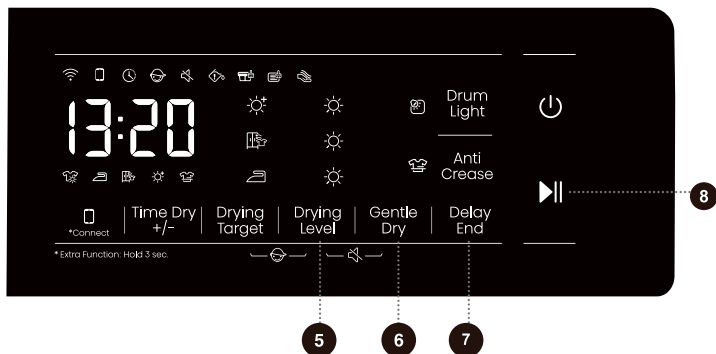 13:20
Drum
Light
Anti
Crease
8
*Connect
Time Dry
+/-
Drying
Target
Drying
Level
Gentle
Dry
Delay
End
* Extra Function: Hold 3 sec.
5
6
7